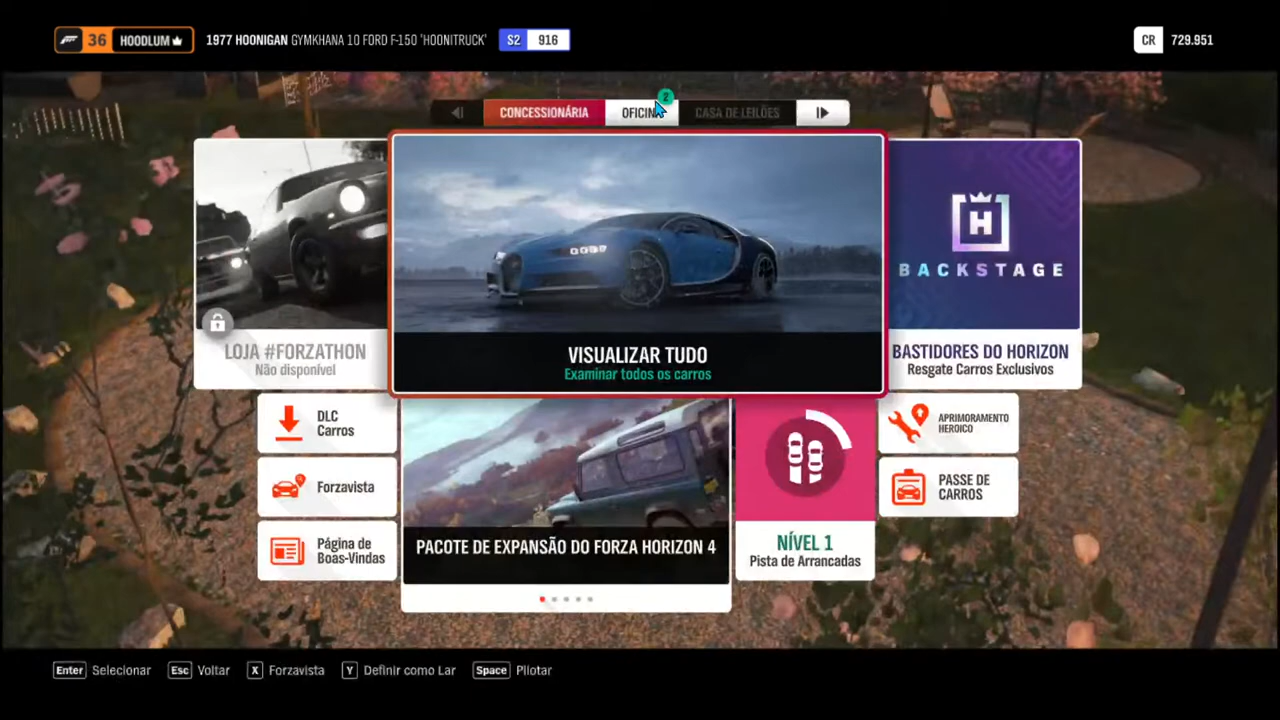 36 HOODLUM 1977 HOONIGAN GYMKHANA 10 FORD F-150 'HOONITRUCK' S2 916 CR 729.951
CONCESSIONÁRIA OFICIN 2 CASA DE LEILÕES
LOJA #FORZATHON
Não disponível
VISUALIZAR TUDO
Examinar todos os carros
H
BACKSTAGE
BASTIDORES DO HORIZON
Resgate Carros Exclusivos
DLC
Carros
Forzavista
Página de
Boas-Vindas
PACOTE DE EXPANSÃO DO FORZA HORIZON 4
NÍVEL 1
Pista de Arrancadas
APRIMORAMENTO
HEROICO
PASSE DE
CARROS
Enter Selecionar Esc Voltar X Forzavista Y Definir como Lar Space Pilotar